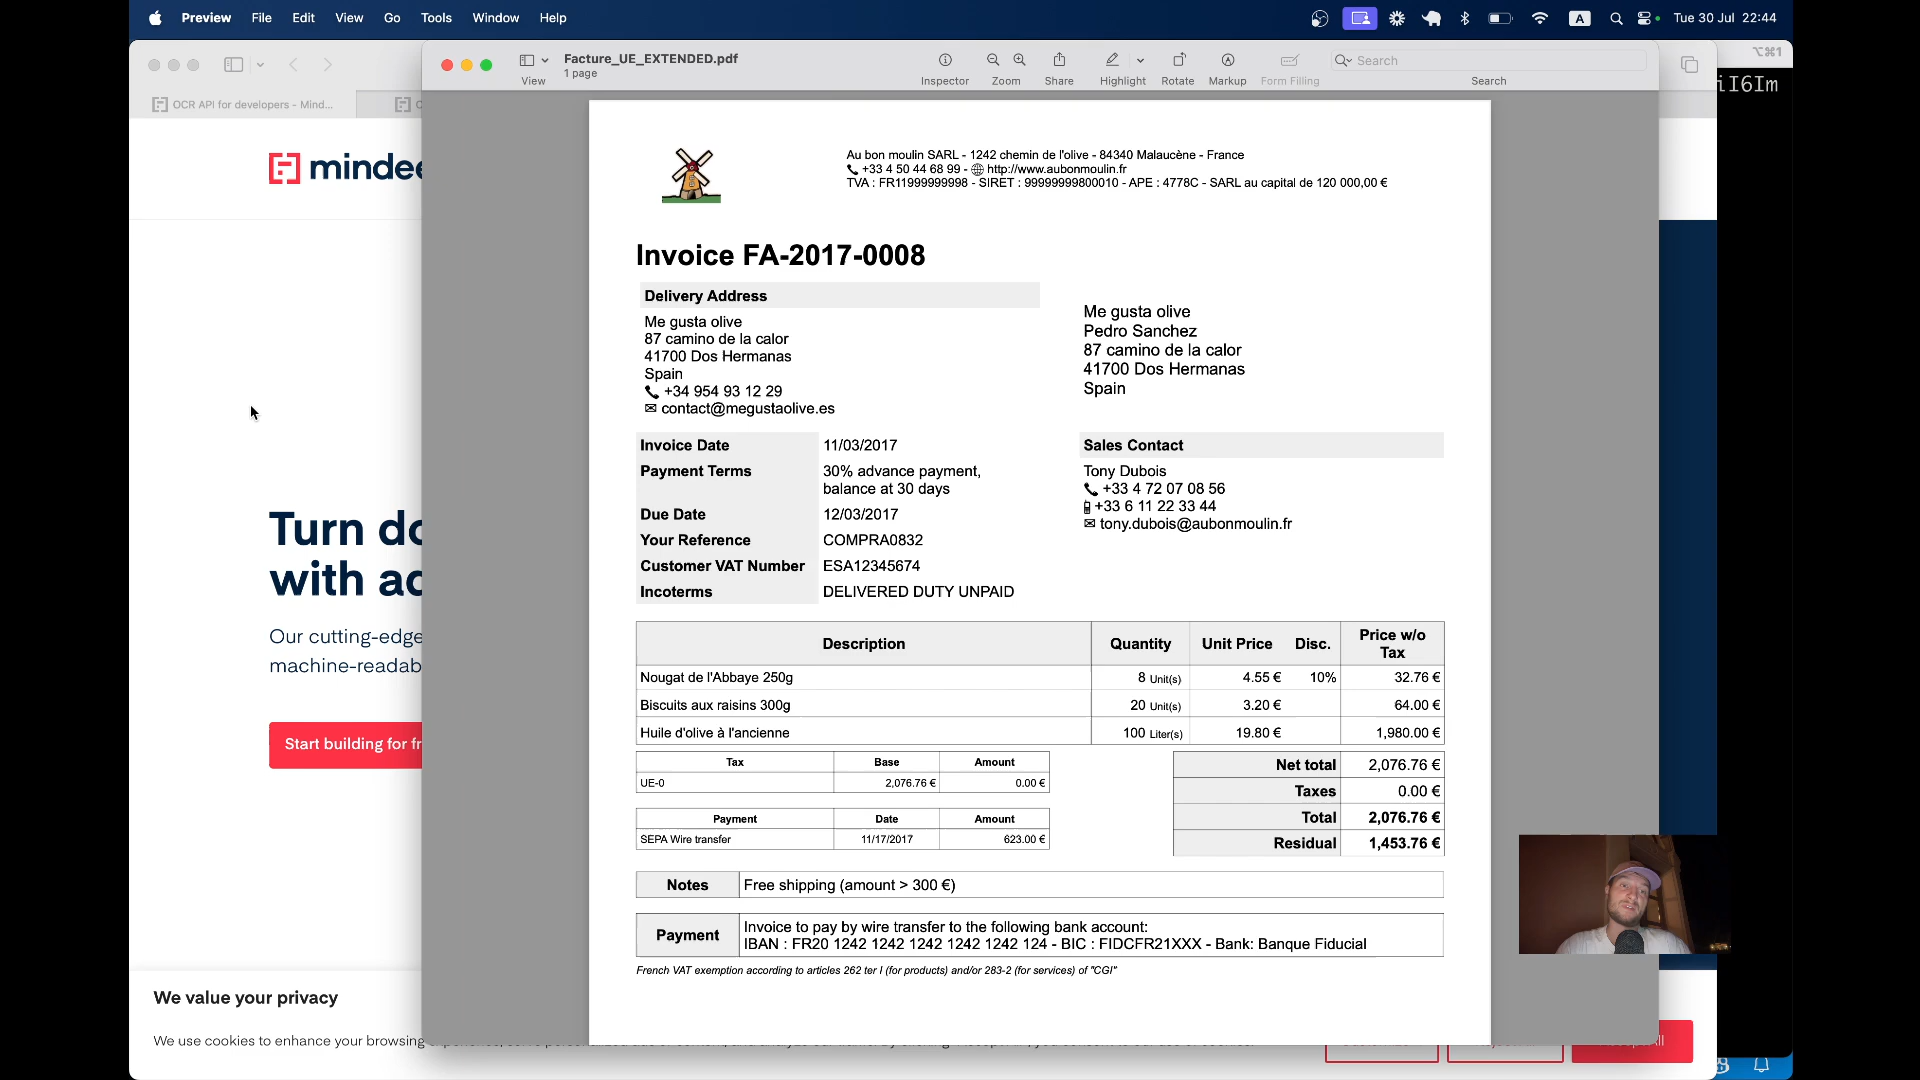 Preview File Edit View Go Tools Window Help
A Tue 30 Jul 22:44
Facture_UE_EXTENDED.pdf
1 page
View Inspector Zoom Share Highlight Rotate Markup Form Filling Search
Search
⌥⌘1
iI6Im
OCR API for developers - Mind...
mindee
Turn do
with ac
Our cutting-edge
machine-readab
Start building for fr
We value your privacy
We use cookies to enhance your browsing
Au bon moulin SARL - 1242 chemin de l'olive - 84340 Malaucène - France
+33 4 50 44 68 99 - http://www.aubonmoulin.fr
TVA : FR11999999998 - SIRET : 99999999800010 - APE : 4778C - SARL au capital de 120 000,00 €
Invoice FA-2017-0008
Delivery Address
Me gusta olive
87 camino de la calor
41700 Dos Hermanas
Spain
+34 954 93 12 29
contact@megustaolive.es
Me gusta olive
Pedro Sanchez
87 camino de la calor
41700 Dos Hermanas
Spain
Invoice Date 11/03/2017
Payment Terms 30% advance payment,
balance at 30 days
Due Date 12/03/2017
Your Reference COMPRA0832
Customer VAT Number ESA12345674
Incoterms DELIVERED DUTY UNPAID
Sales Contact
Tony Dubois
+33 4 72 07 08 56
+33 6 11 22 33 44
tony.dubois@aubonmoulin.fr
Description Quantity Unit Price Disc. Price w/o
Tax
Nougat de l'Abbaye 250g 8 Unit(s) 4.55 € 10% 32.76 €
Biscuits aux raisins 300g 20 Unit(s) 3.20 € 64.00 €
Huile d'olive à l'ancienne 100 Liter(s) 19.80 € 1,980.00 €
Tax Base Amount
UE-0 2,076.76 € 0.00 €
Payment Date Amount
SEPA Wire transfer 11/17/2017 623.00 €
Net total 2,076.76 €
Taxes 0.00 €
Total 2,076.76 €
Residual 1,453.76 €
Notes Free shipping (amount > 300 €)
Payment Invoice to pay by wire transfer to the following bank account:
IBAN : FR20 1242 1242 1242 1242 1242 124 - BIC : FIDCFR21XXX - Bank: Banque Fiducial
French VAT exemption according to articles 262 ter I (for products) and/or 283-2 (for services) of "CGI"